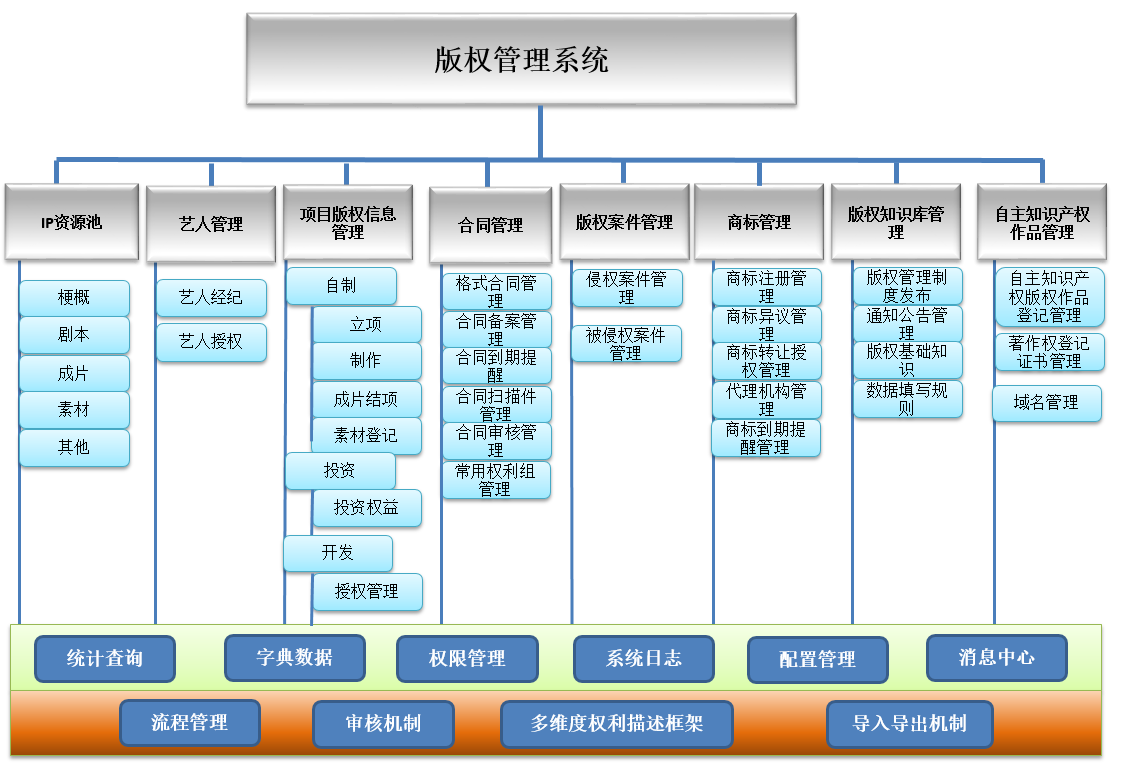 版权管理系统
IP资源池
梗概
剧本
成片
素材
其他
艺人管理
艺人经纪
艺人授权
项目版权信息
管理
自制
立项
制作
成片结项
素材登记
投资
投资权益
开发
授权管理
合同管理
格式合同管
理
合同备案管
理
合同到期提
醒
合同扫描件
管理
合同审核管
理
常用权利组
管理
版权案件管理
侵权案件管
理
被侵权案件
管理
商标管理
商标注册管
理
商标异议管
理
商标转让授
权管理
代理机构管
理
商标到期提
醒管理
版权知识库管
理
版权管理制
度发布
通知公告管
理
版权基础知
识
数据填写规
则
自主知识产权
作品管理
自主知识产
权版权作品
登记管理
著作权登记
证书管理
域名管理
统计查询
字典数据
权限管理
系统日志
配置管理
消息中心
流程管理
审核机制
多维度权利描述框架
导入导出机制